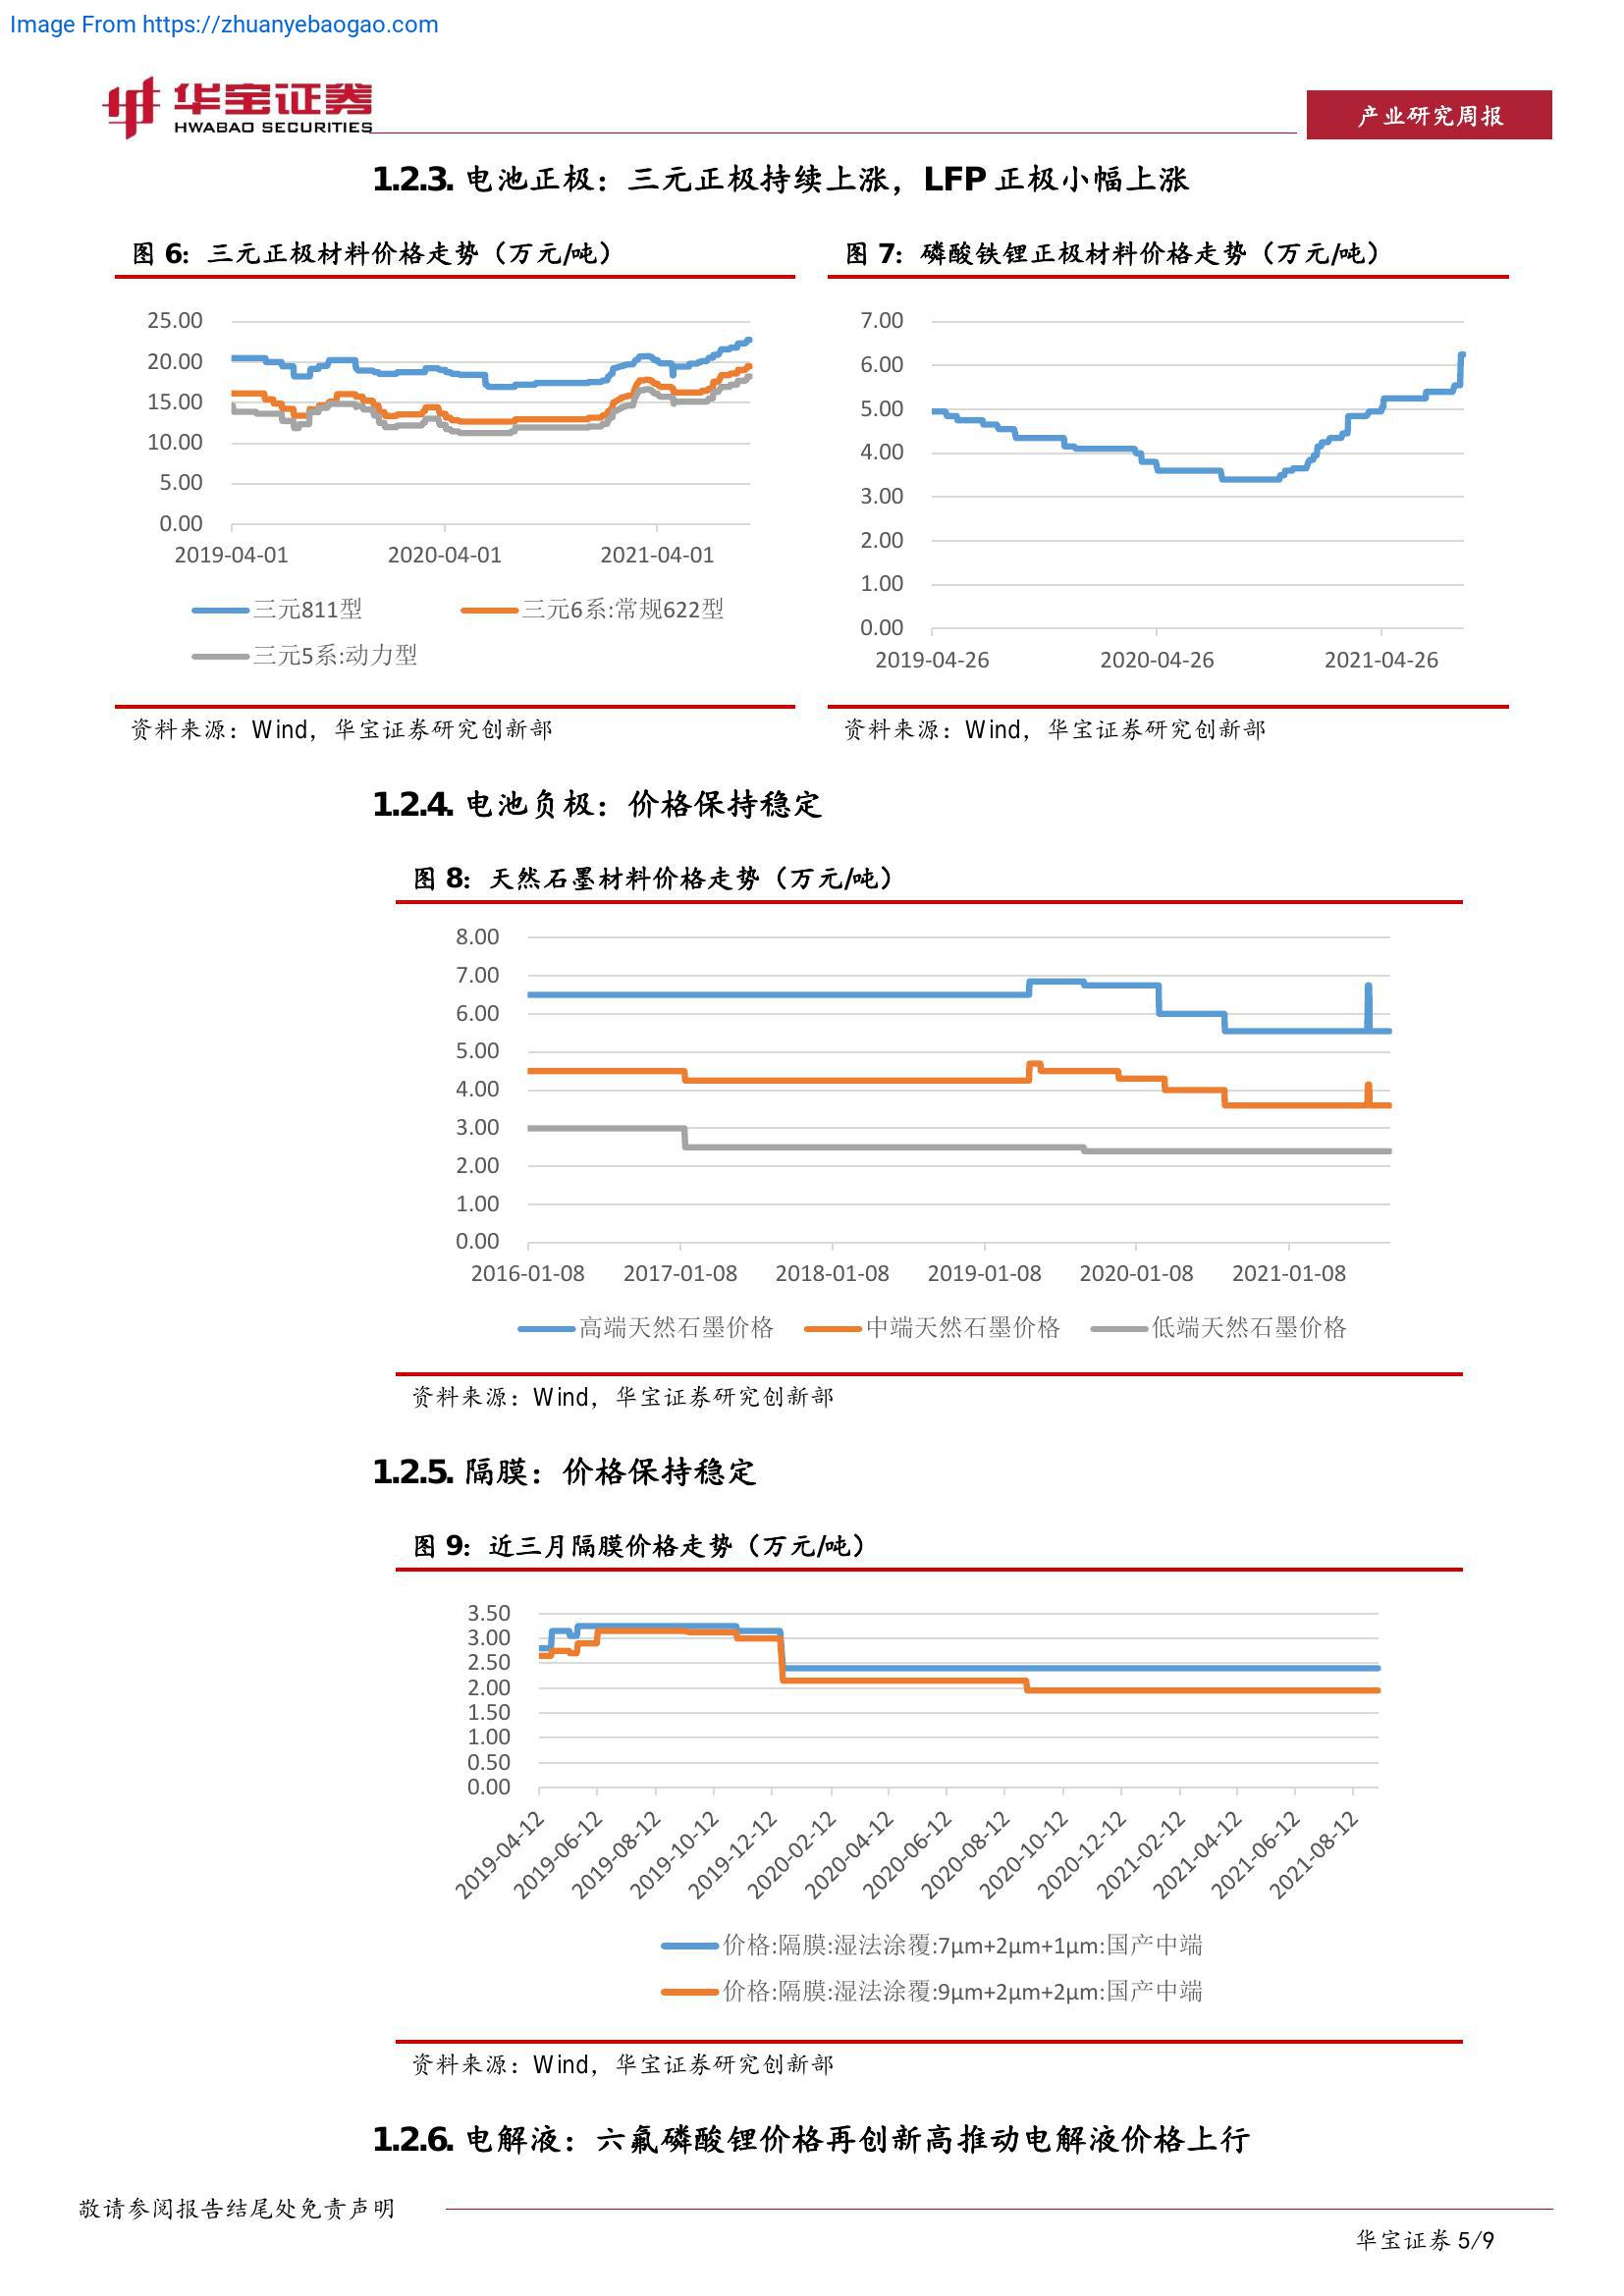 Image From https://zhuanyebaogao.com
华宝证券
HWABAO SECURITIES
产业研究周报
1.2.3. 电池正极：三元正极持续上涨，LFP 正极小幅上涨
图 6：三元正极材料价格走势（万元/吨）
25.00
20.00
15.00
10.00
5.00
0.00
2019-04-01 2020-04-01 2021-04-01
三元811型 三元6系:常规622型
三元5系:动力型
资料来源：Wind，华宝证券研究创新部
图 7：磷酸铁锂正极材料价格走势（万元/吨）
7.00
6.00
5.00
4.00
3.00
2.00
1.00
0.00
2019-04-26 2020-04-26 2021-04-26
资料来源：Wind，华宝证券研究创新部
1.2.4. 电池负极：价格保持稳定
图 8：天然石墨材料价格走势（万元/吨）
8.00
7.00
6.00
5.00
4.00
3.00
2.00
1.00
0.00
2016-01-08 2017-01-08 2018-01-08 2019-01-08 2020-01-08 2021-01-08
高端天然石墨价格 中端天然石墨价格 低端天然石墨价格
资料来源：Wind，华宝证券研究创新部
1.2.5. 隔膜：价格保持稳定
图 9：近三月隔膜价格走势（万元/吨）
3.50
3.00
2.50
2.00
1.50
1.00
0.50
0.00
2019-04-12 2019-06-12 2019-08-12 2019-10-12 2019-12-12 2020-02-12 2020-04-12 2020-06-12 2020-08-12 2020-10-12 2020-12-12 2021-02-12 2021-04-12 2021-06-12 2021-08-12
价格:隔膜:湿法涂覆:7μm+2μm+1μm:国产中端
价格:隔膜:湿法涂覆:9μm+2μm+2μm:国产中端
资料来源：Wind，华宝证券研究创新部
1.2.6. 电解液：六氟磷酸锂价格再创新高推动电解液价格上行
敬请参阅报告结尾处免责声明
华宝证券 5/9